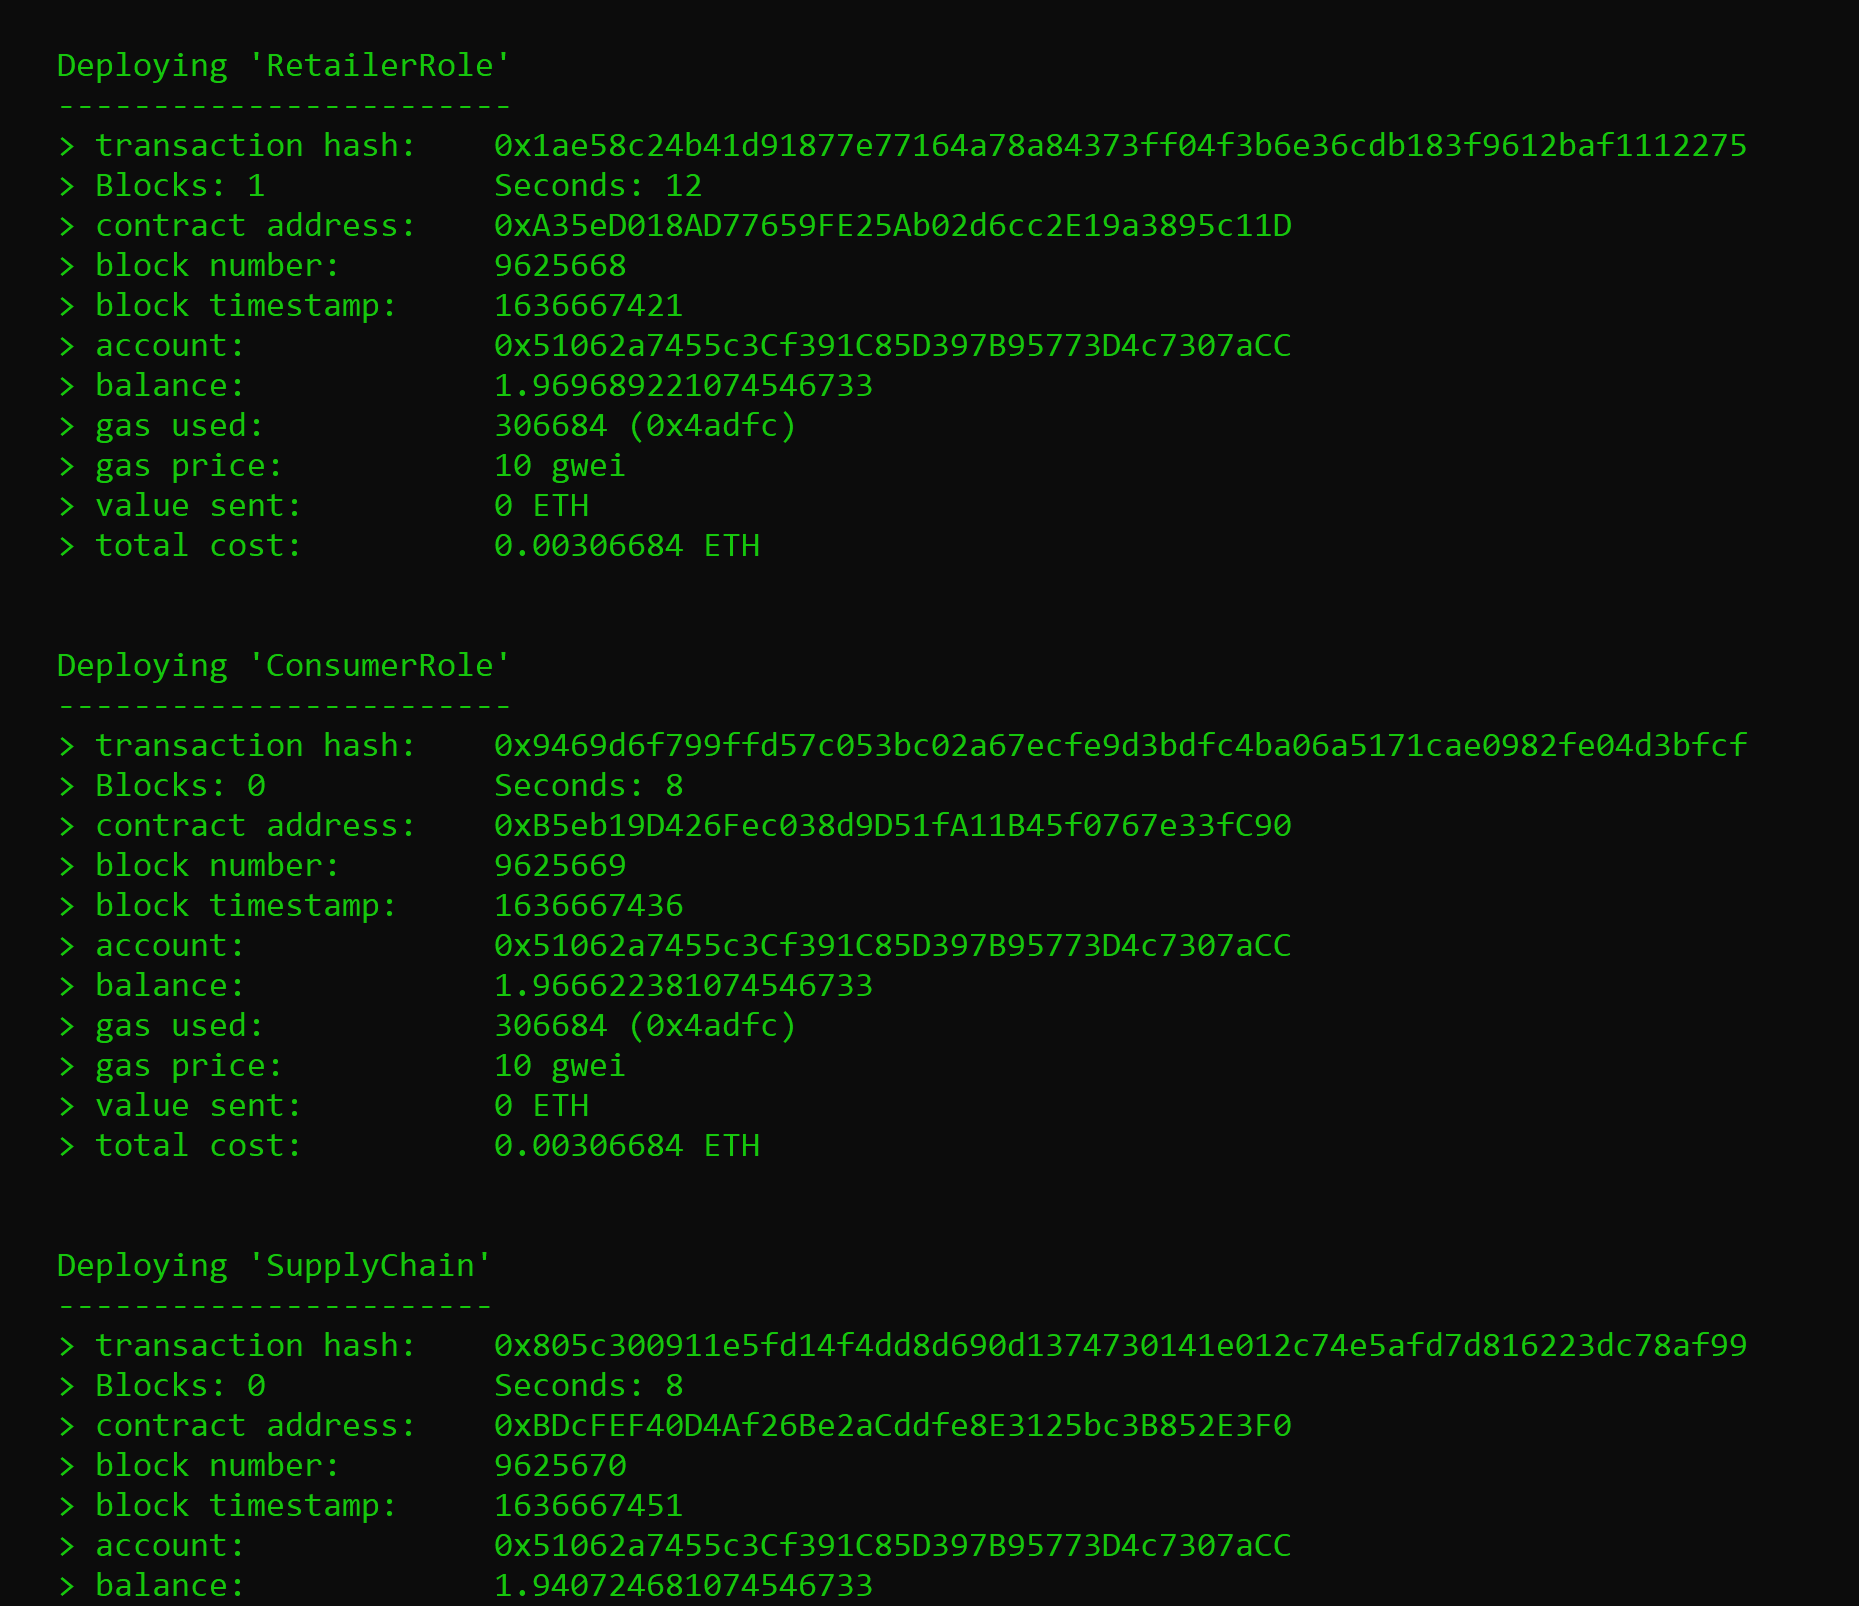 Deploying 'RetailerRole'
------------------------
> transaction hash:    0x1ae58c24b41d91877e77164a78a84373ff04f3b6e36cdb183f9612baf1112275
> Blocks: 1            Seconds: 12
> contract address:    0xA35eD018AD77659FE25Ab02d6cc2E19a3895c11D
> block number:        9625668
> block timestamp:     1636667421
> account:             0x51062a7455c3Cf391C85D397B95773D4c7307aCC
> balance:             1.969689221074546733
> gas used:            306684 (0x4adfc)
> gas price:           10 gwei
> value sent:          0 ETH
> total cost:          0.00306684 ETH
Deploying 'ConsumerRole'
------------------------
> transaction hash:    0x9469d6f799ffd57c053bc02a67ecfe9d3bdfc4ba06a5171cae0982fe04d3bfcf
> Blocks: 0            Seconds: 8
> contract address:    0xB5eb19D426Fec038d9D51fA11B45f0767e33fC90
> block number:        9625669
> block timestamp:     1636667436
> account:             0x51062a7455c3Cf391C85D397B95773D4c7307aCC
> balance:             1.966622381074546733
> gas used:            306684 (0x4adfc)
> gas price:           10 gwei
> value sent:          0 ETH
> total cost:          0.00306684 ETH
Deploying 'SupplyChain'
-----------------------
> transaction hash:    0x805c300911e5fd14f4dd8d690d1374730141e012c74e5afd7d816223dc78af99
> Blocks: 0            Seconds: 8
> contract address:    0xBDcFEF40D4Af26Be2aCddfe8E3125bc3B852E3F0
> block number:        9625670
> block timestamp:     1636667451
> account:             0x51062a7455c3Cf391C85D397B95773D4c7307aCC
> balance:             1.940724681074546733